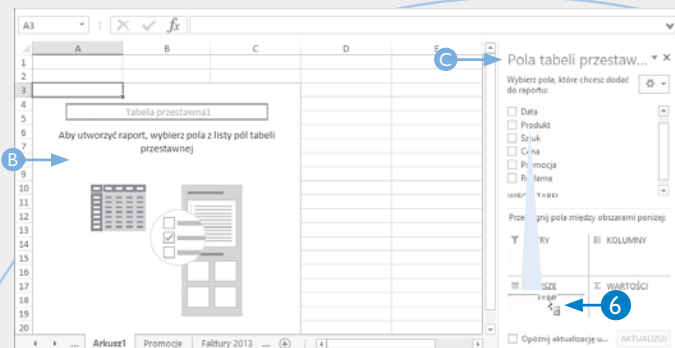 A3
fx
A B C D E
1
2
3
4
5
6
7
9
10
11
12
13
14
15
16
17
18
19
20
Tabela przestawna1
Aby utworzyć raport, wybierz pola z listy pól tabeli
przestawnej
B
C
Pola tabeli przestaw...
Wybierz pola, które chcesz dodać
do raportu:
Data
Produkt
Sztuk
Cena
Promocja
Reklama
Przeciągnij pola między obszarami poniżej:
KOLUMNY
Σ WARTOŚCI
6
Opóźnij aktualizację u... AKTUALIZUJ
... Arkusz1 Promocje Faktury 2013 ...